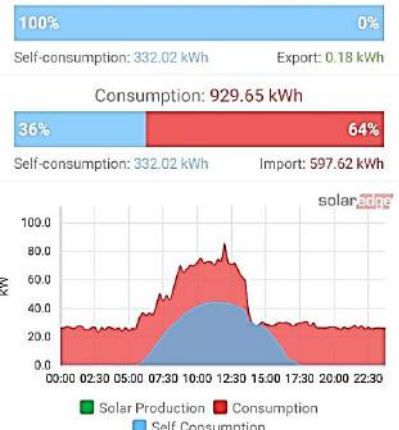 100% 0%
Self-consumption: 332.02 kWh Export: 0.18 kWh
Consumption: 929.65 kWh
36% 64%
Self-consumption: 332.02 kWh Import: 597.62 kWh
solaredge
100.0
80.0
60.0
40.0
20.0
0.0
kW
00:00 02:30 05:00 07:30 10:00 12:30 15:00 17:30 20:00 22:30
Solar Production Consumption
Self Consumption